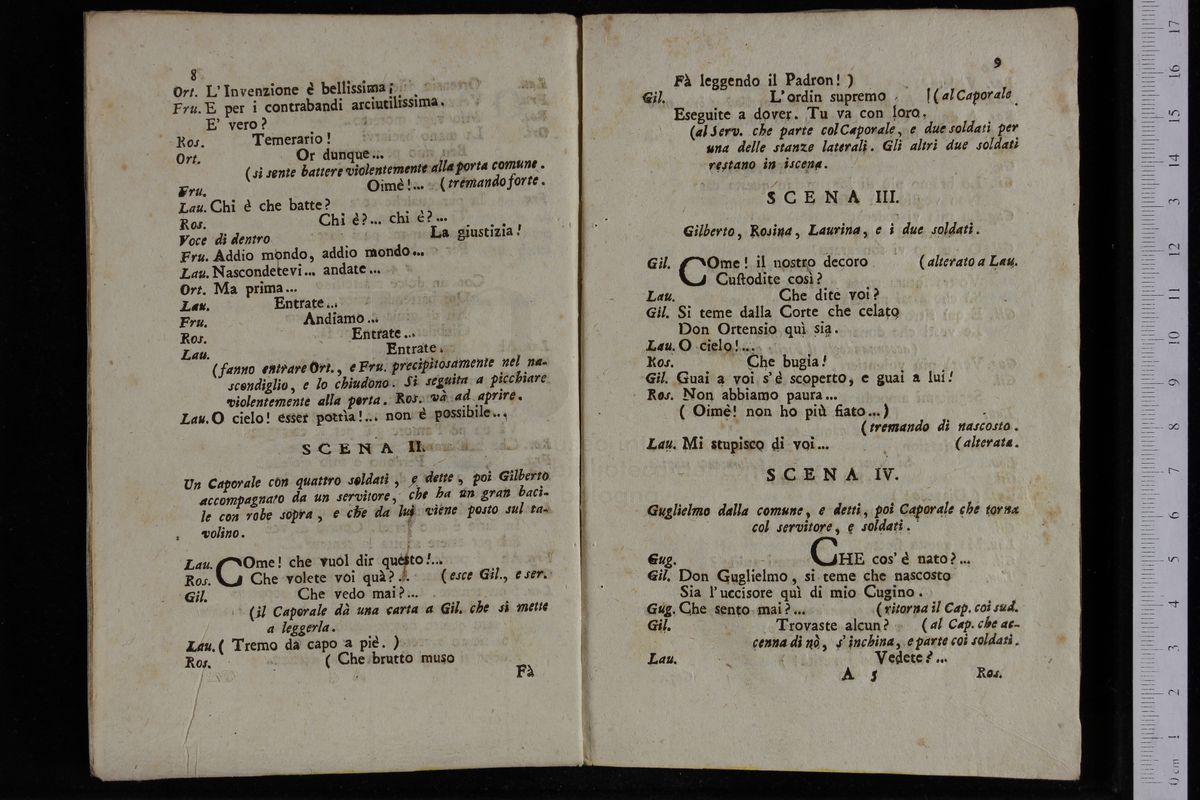 8
Ort. L'Invenzione è bellissima;
Fru. E per i contrabandi arciutilissima.
E' vero?
Ros. Temerario!
Ort. Or dunque...
(si sente battere violentemente alla porta comune.
Fru. Oimè!... (tremando forte.
Lau. Chi è che batte?
Ros. Chi è?... chi è?...
Voce di dentro La giustizia!
Fru. Addio mondo, addio mondo...
Lau. Nascondetevi... andate...
Ort. Ma prima...
Lau. Entrate...
Fru. Andiamo...
Ros. Entrate...
Lau. Entrate.
(fanno entrare Ort., e Fru. precipitosamente nel na-
scondiglio, e lo chiudono. Si seguita a picchiare
violentemente alla porta. Ros. và ad aprire.
Lau. O cielo! esser potria!... non è possibile...
SCENA II.
Un Caporale con quattro soldati, e dette, poi Gilberto
accompagnato da un servitore, che ha un gran baci-
le con robe sopra, e che da lui viene posto sul ta-
volino.
Lau. COme! che vuol dir questo!...
Ros. Che volete voi quà?... (esce Gil., e ser.
Gil. Che vedo mai?...
(il Caporale dà una carta a Gil. che si mette
a leggerla.
Lau. ( Tremo da capo a piè. )
Ros. ( Che brutto muso
Fà
9
Fà leggendo il Padron! )
Gil. L'ordin supremo !(al Caporale
Eseguite a dover. Tu va con loro.
(al Serv. che parte col Caporale, e due soldati per
una delle stanze laterali. Gli altri due soldati
restano in iscena.
SCENA III.
Gilberto, Rosina, Laurina, e i due soldati.
Gil. COme! il nostro decoro (alterato a Lau.
Custodite così?
Lau. Che dite voi?
Gil. Si teme dalla Corte che celato
Don Ortensio quì sia.
Lau. O cielo!...
Ros. Che bugia!
Gil. Guai a voi s'è scoperto, e guai a lui!
Ros. Non abbiamo paura...
( Oimè! non ho più fiato...)
(tremando di nascosto.
Lau. Mi stupisco di voi... (alterata.
SCENA IV.
Guglielmo dalla comune, e detti, poi Caporale che torna
col servitore, e soldati.
Gug. CHE cos'è nato?...
Gil. Don Guglielmo, si teme che nascosto
Sia l'uccisore quì di mio Cugino.
Gug. Che sento mai?... (ritorna il Cap. coi sud.
Gil. Trovaste alcun? (al Cap. che ac-
cenna di nò, s'inchina, e parte coi soldati.
Lau. Vedete?...
A 5 Ros.